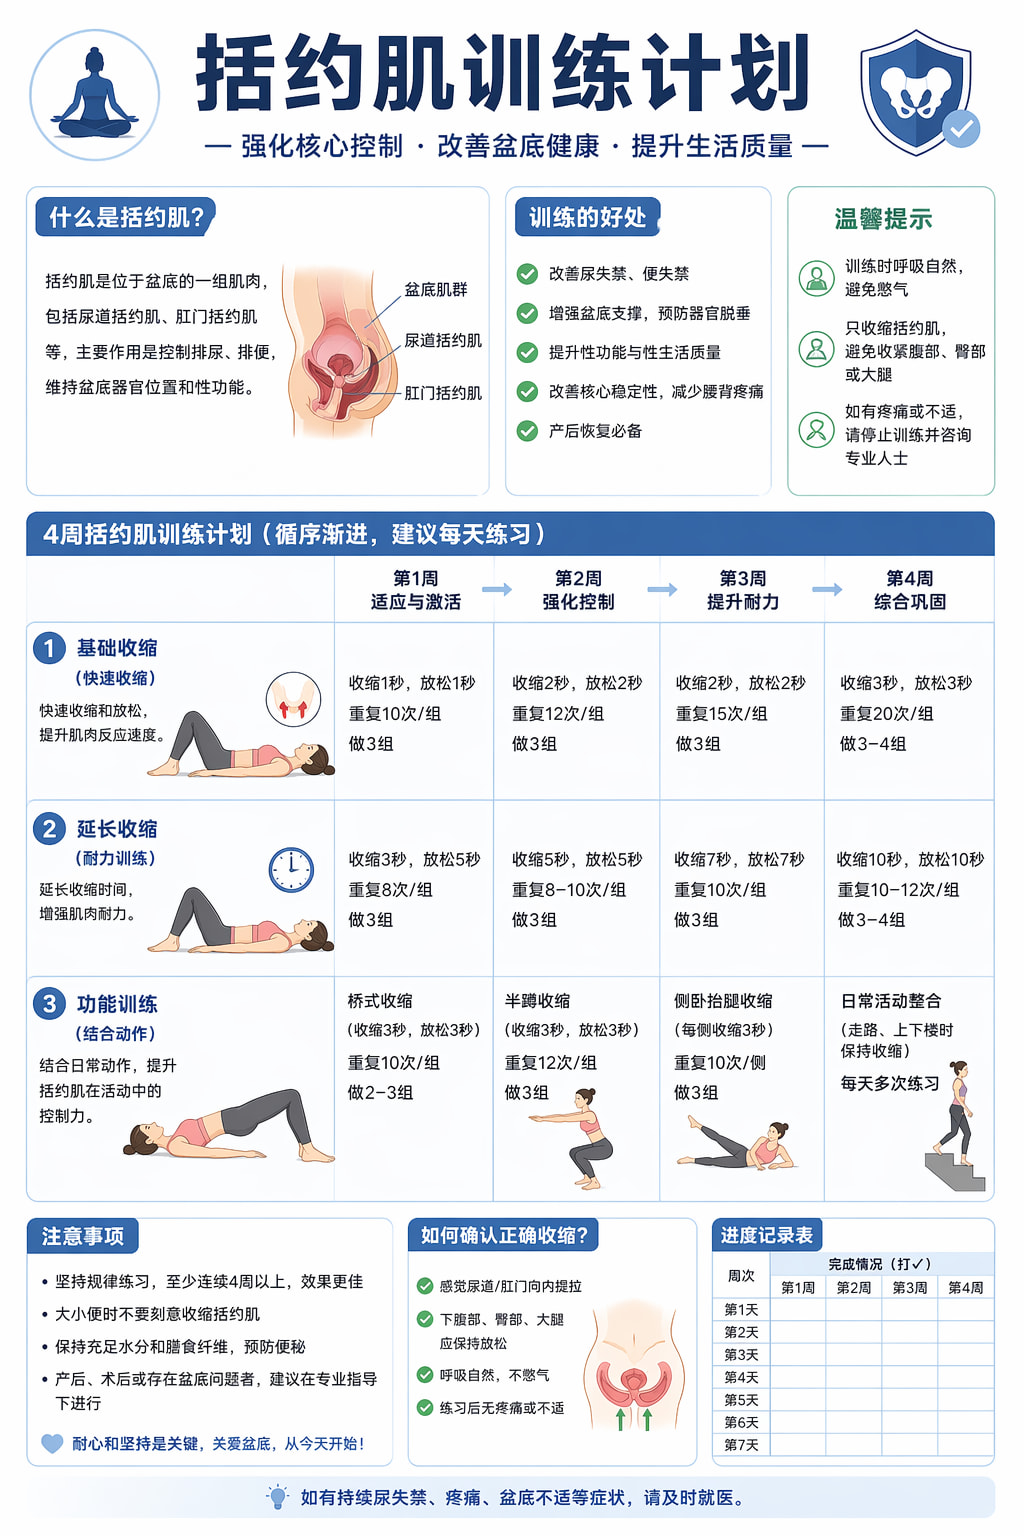 括约肌训练计划
— 强化核心控制 · 改善盆底健康 · 提升生活质量 —
什么是括约肌?
括约肌是位于盆底的一组肌肉，
包括尿道括约肌、肛门括约肌
等，主要作用是控制排尿、排便，
维持盆底器官位置和性功能。
盆底肌群
尿道括约肌
肛门括约肌
训练的好处
改善尿失禁、便失禁
增强盆底支撑，预防器官脱垂
提升性功能与性生活质量
改善核心稳定性，减少腰背疼痛
产后恢复必备
温馨提示
训练时呼吸自然，
避免憋气
只收缩括约肌，
避免收紧腹部、臀部
或大腿
如有疼痛或不适，
请停止训练并咨询
专业人士
4周括约肌训练计划（循序渐进，建议每天练习）
第1周
适应与激活
第2周
强化控制
第3周
提升耐力
第4周
综合巩固
1 基础收缩
（快速收缩）
快速收缩和放松，
提升肌肉反应速度。
收缩1秒，放松1秒
重复10次/组
做3组
收缩2秒，放松2秒
重复12次/组
做3组
收缩2秒，放松2秒
重复15次/组
做3组
收缩3秒，放松3秒
重复20次/组
做3–4组
2 延长收缩
（耐力训练）
延长收缩时间，
增强肌肉耐力。
收缩3秒，放松5秒
重复8次/组
做3组
收缩5秒，放松5秒
重复8–10次/组
做3组
收缩7秒，放松7秒
重复10次/组
做3组
收缩10秒，放松10秒
重复10–12次/组
做3–4组
3 功能训练
（结合动作）
结合日常动作，提升
括约肌在活动中的
控制力。
桥式收缩
（收缩3秒，放松3秒）
重复10次/组
做2–3组
半蹲收缩
（收缩3秒，放松3秒）
重复12次/组
做3组
侧卧抬腿收缩
（每侧收缩3秒）
重复10次/侧
做3组
日常活动整合
（走路、上下楼时
保持收缩）
每天多次练习
注意事项
• 坚持规律练习，至少连续4周以上，效果更佳
• 大小便时不要刻意收缩括约肌
• 保持充足水分和膳食纤维，预防便秘
• 产后、术后或存在盆底问题者，建议在专业指导
下进行
耐心和坚持是关键，关爱盆底，从今天开始！
如何确认正确收缩?
感觉尿道/肛门向内提拉
下腹部、臀部、大腿
应保持放松
呼吸自然，不憋气
练习后无疼痛或不适
进度记录表
周次
完成情况（打✓）
第1周 第2周 第3周 第4周
第1天
第2天
第3天
第4天
第5天
第6天
第7天
如有持续尿失禁、疼痛、盆底不适等症状，请及时就医。